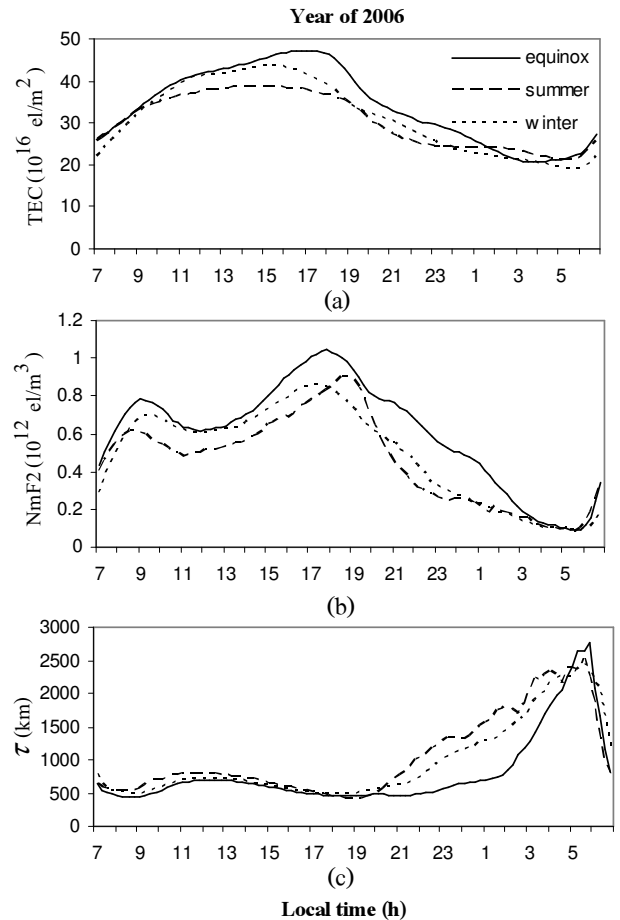 Year of 2006
50
40
30
20
10
0
TEC (10^16 el/m^2)
equinox
summer
winter
7 9 11 13 15 17 19 21 23 1 3 5
(a)
1.2
1
0.8
0.6
0.4
0.2
0
NmF2 (10^12 el/m^3)
7 9 11 13 15 17 19 21 23 1 3 5
(b)
3000
2500
2000
1500
1000
500
0
τ (km)
7 9 11 13 15 17 19 21 23 1 3 5
(c)
Local time (h)